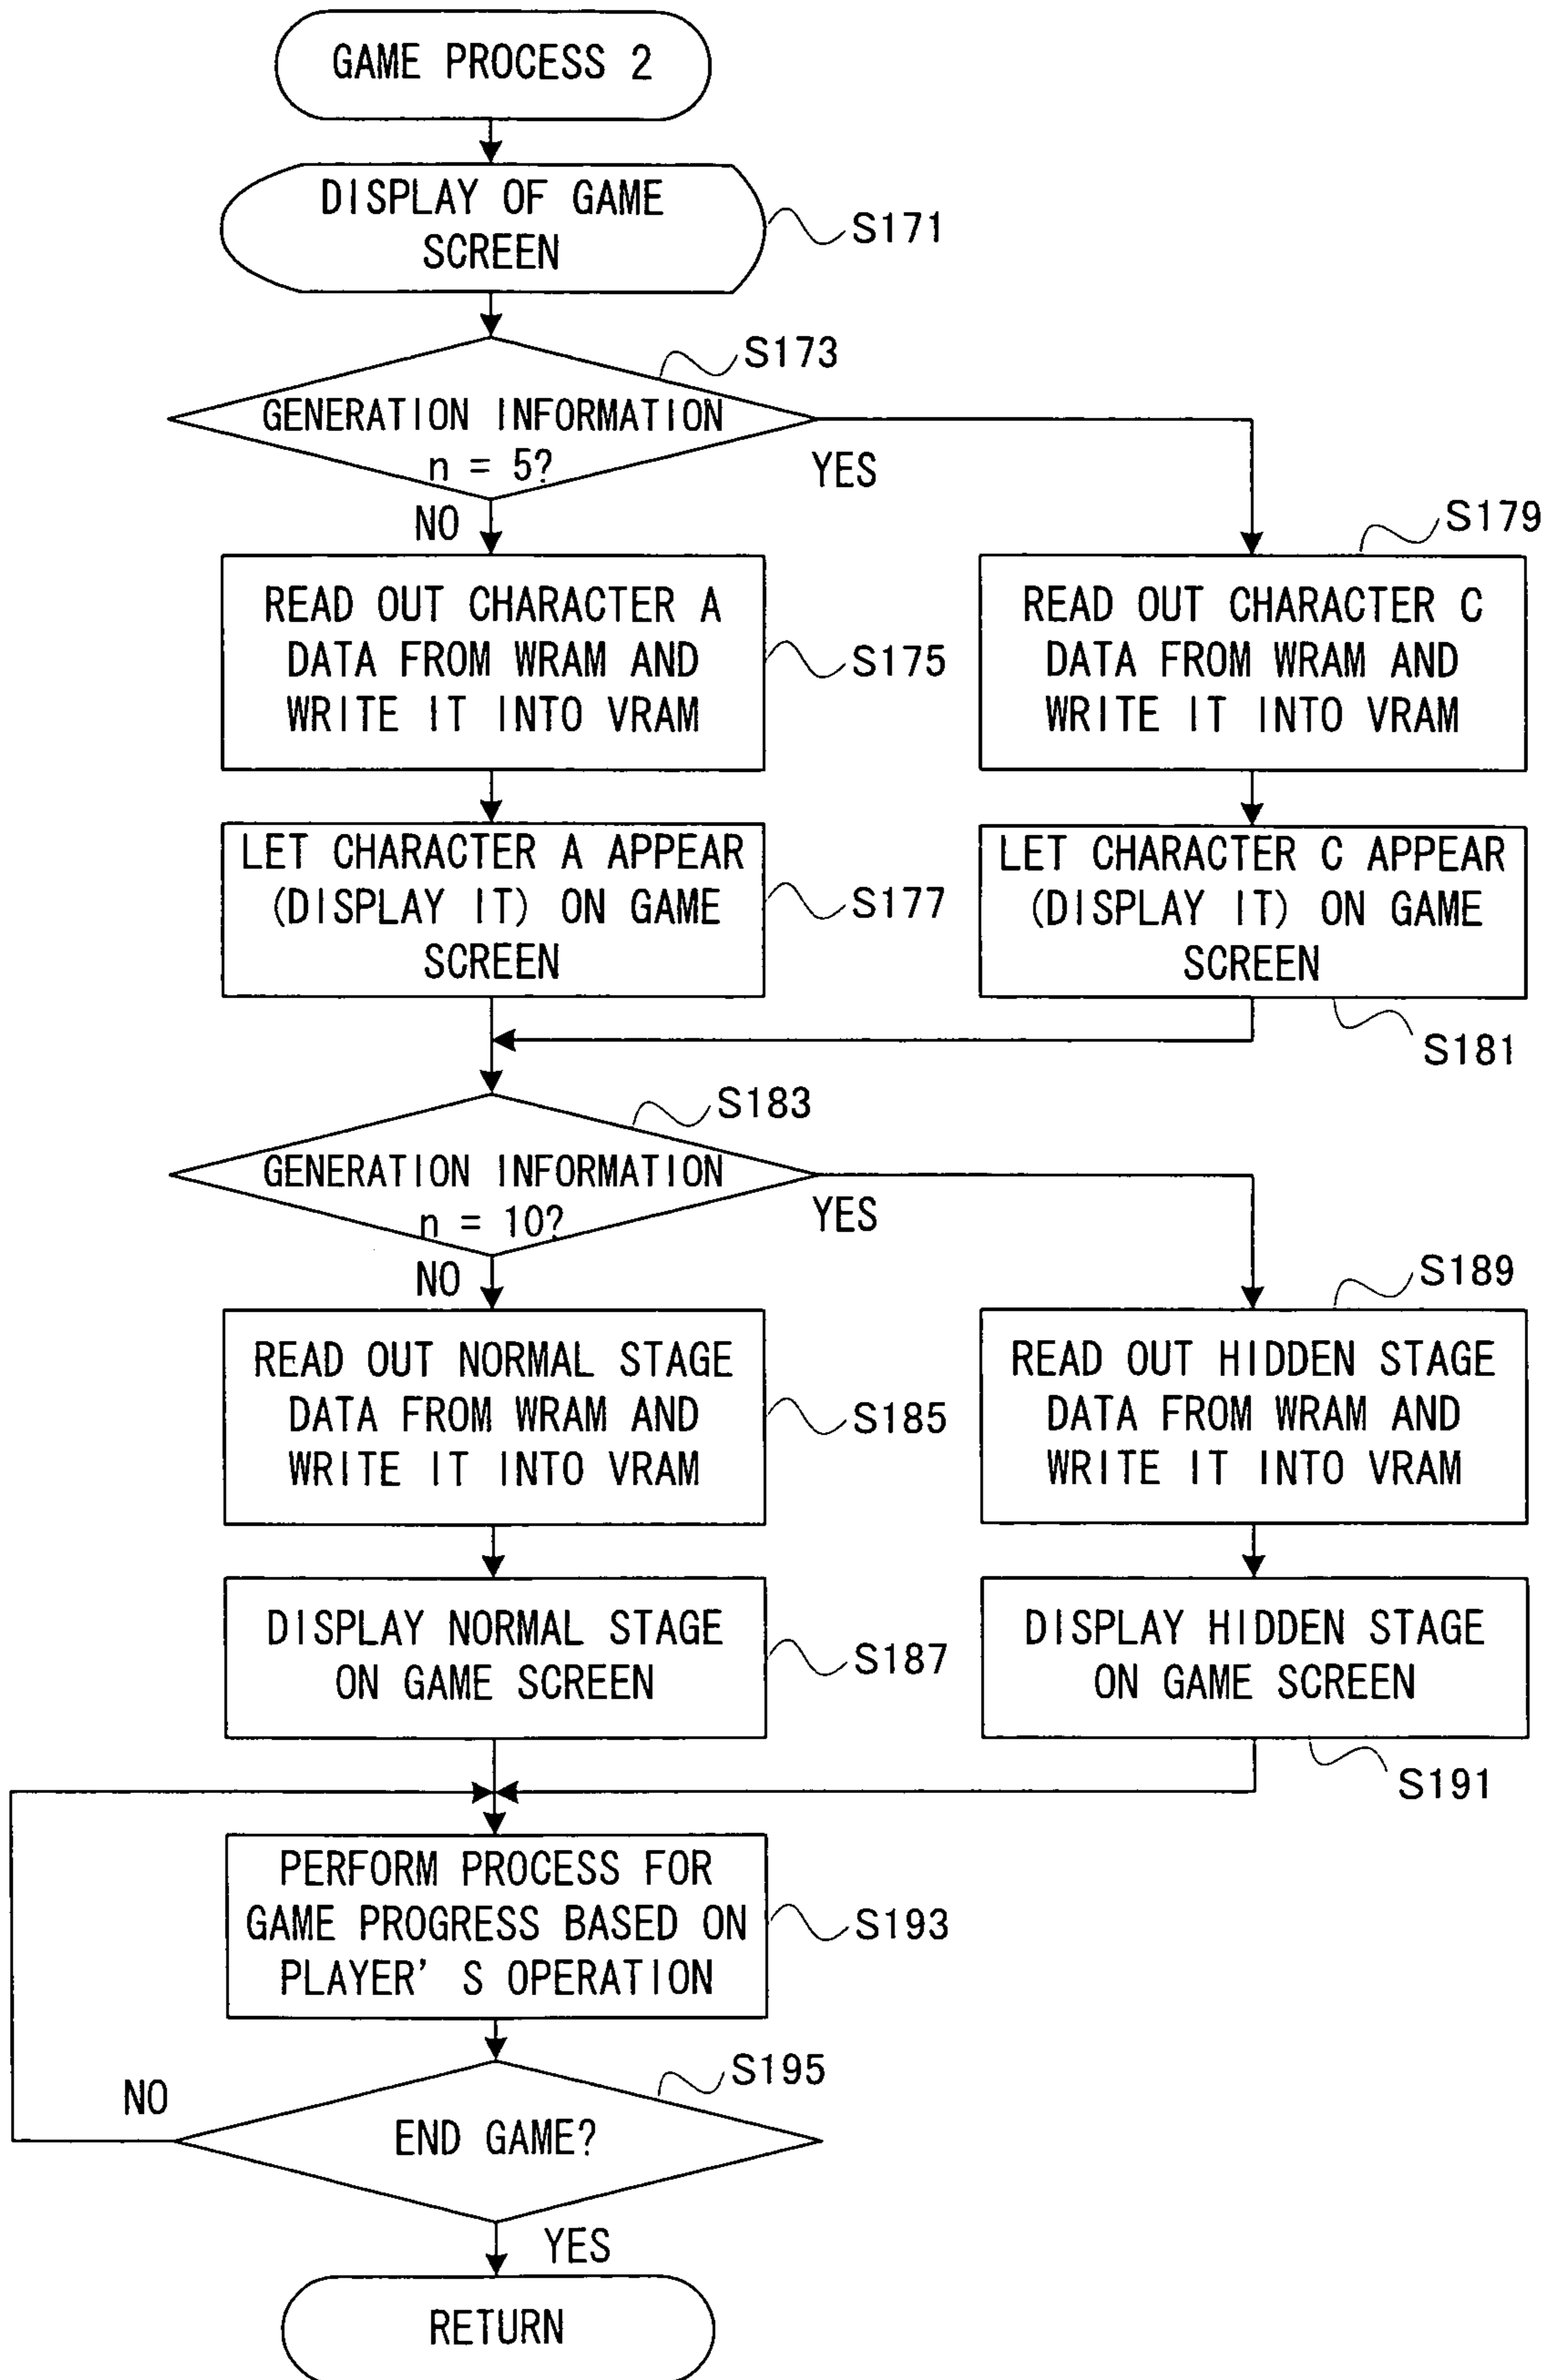 GAME PROCESS 2
DISPLAY OF GAME
SCREEN
S171
S173
GENERATION INFORMATION
n = 5?
YES
NO
S179
READ OUT CHARACTER A
DATA FROM WRAM AND
WRITE IT INTO VRAM
S175
READ OUT CHARACTER C
DATA FROM WRAM AND
WRITE IT INTO VRAM
LET CHARACTER A APPEAR
(DISPLAY IT) ON GAME
SCREEN
S177
LET CHARACTER C APPEAR
(DISPLAY IT) ON GAME
SCREEN
S181
S183
GENERATION INFORMATION
n = 10?
YES
NO
S189
READ OUT NORMAL STAGE
DATA FROM WRAM AND
WRITE IT INTO VRAM
S185
READ OUT HIDDEN STAGE
DATA FROM WRAM AND
WRITE IT INTO VRAM
DISPLAY NORMAL STAGE
ON GAME SCREEN
S187
DISPLAY HIDDEN STAGE
ON GAME SCREEN
S191
PERFORM PROCESS FOR
GAME PROGRESS BASED ON
PLAYER' S OPERATION
S193
S195
NO
END GAME?
YES
RETURN